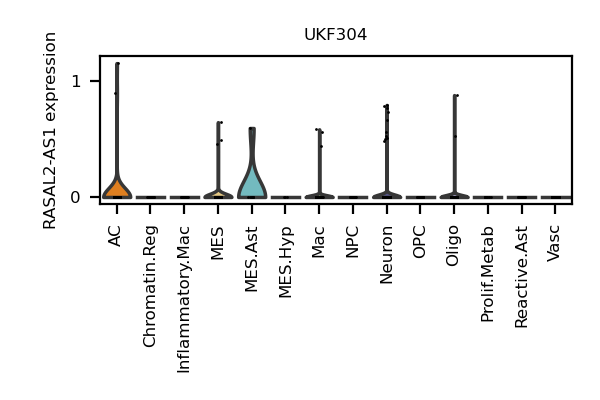 UKF304
RASAL2-AS1 expression
1
0
AC
Chromatin.Reg
Inflammatory.Mac
MES
MES.Ast
MES.Hyp
Mac
NPC
Neuron
OPC
Oligo
Prolif.Metab
Reactive.Ast
Vasc